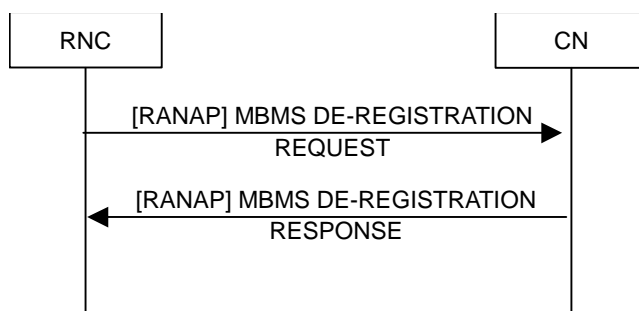 RNC
CN
[RANAP] MBMS DE-REGISTRATION
REQUEST
[RANAP] MBMS DE-REGISTRATION
RESPONSE